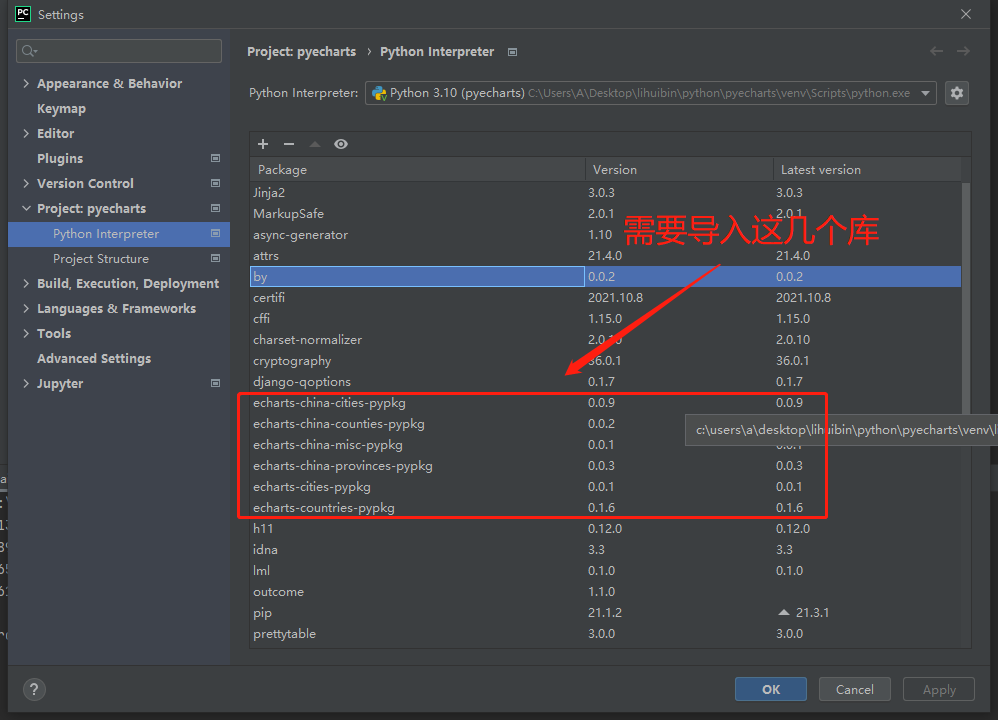 PC
Settings
Project: pyecharts › Python Interpreter
Appearance & Behavior
Keymap
Editor
Plugins
Version Control
Project: pyecharts
Python Interpreter
Project Structure
Build, Execution, Deployment
Languages & Frameworks
Tools
Advanced Settings
Jupyter
Python Interpreter: Python 3.10 (pyecharts) C:\Users\A\Desktop\lihuibin\python\pyecharts\venv\Scripts\python.exe
Package Version Latest version
Jinja2 3.0.3 3.0.3
MarkupSafe 2.0.1 2.0.1
需要导入这几个库
async-generator 1.10
attrs 21.4.0 21.4.0
by 0.0.2 0.0.2
certifi 2021.10.8 2021.10.8
cffi 1.15.0 1.15.0
charset-normalizer 2.0.10 2.0.10
cryptography 36.0.1 36.0.1
django-qoptions 0.1.7 0.1.7
echarts-china-cities-pypkg 0.0.9 0.0.9
echarts-china-counties-pypkg 0.0.2
c:\users\a\desktop\lihuibin\python\pyecharts\venv\l
echarts-china-misc-pypkg 0.0.1 0.0.1
echarts-china-provinces-pypkg 0.0.3 0.0.3
echarts-cities-pypkg 0.0.1 0.0.1
echarts-countries-pypkg 0.1.6 0.1.6
h11 0.12.0 0.12.0
idna 3.3 3.3
lml 0.1.0 0.1.0
outcome 1.1.0
pip 21.1.2 21.3.1
prettytable 3.0.0 3.0.0
?
OK Cancel Apply